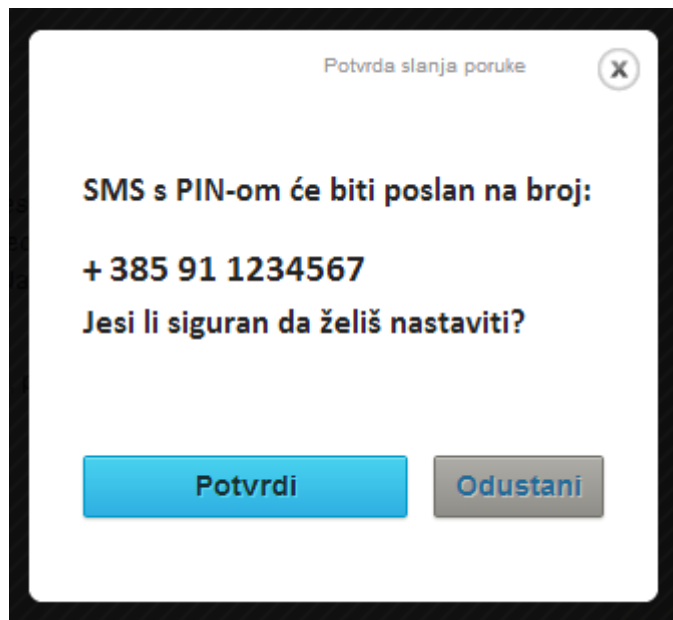 Potvrda slanja poruke
X
SMS s PIN-om će biti poslan na broj:
+ 385 91 1234567
Jesi li siguran da želiš nastaviti?
Potvrdi
Odustani